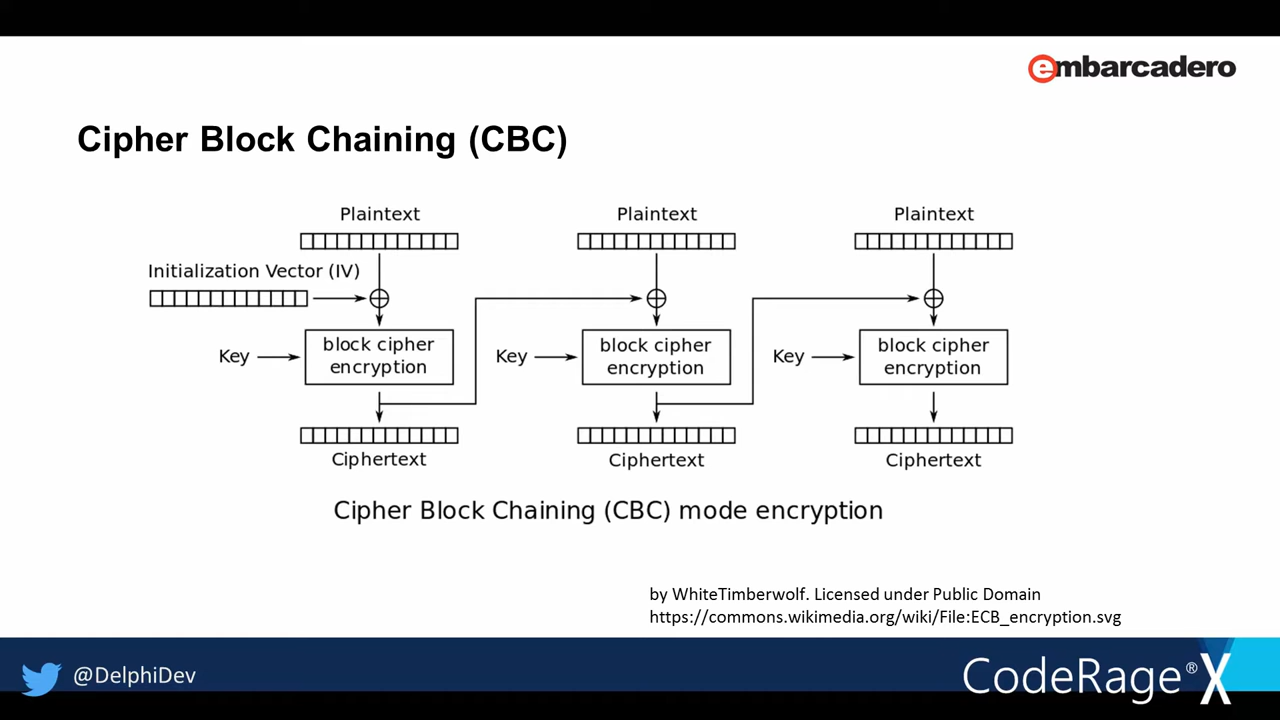 embarcadero
Cipher Block Chaining (CBC)
Plaintext
Plaintext
Plaintext
Initialization Vector (IV)
Key
block cipher
encryption
Key
block cipher
encryption
Key
block cipher
encryption
Ciphertext
Ciphertext
Ciphertext
Cipher Block Chaining (CBC) mode encryption
by WhiteTimberwolf. Licensed under Public Domain
https://commons.wikimedia.org/wiki/File:ECB_encryption.svg
@DelphiDev
CodeRage® X